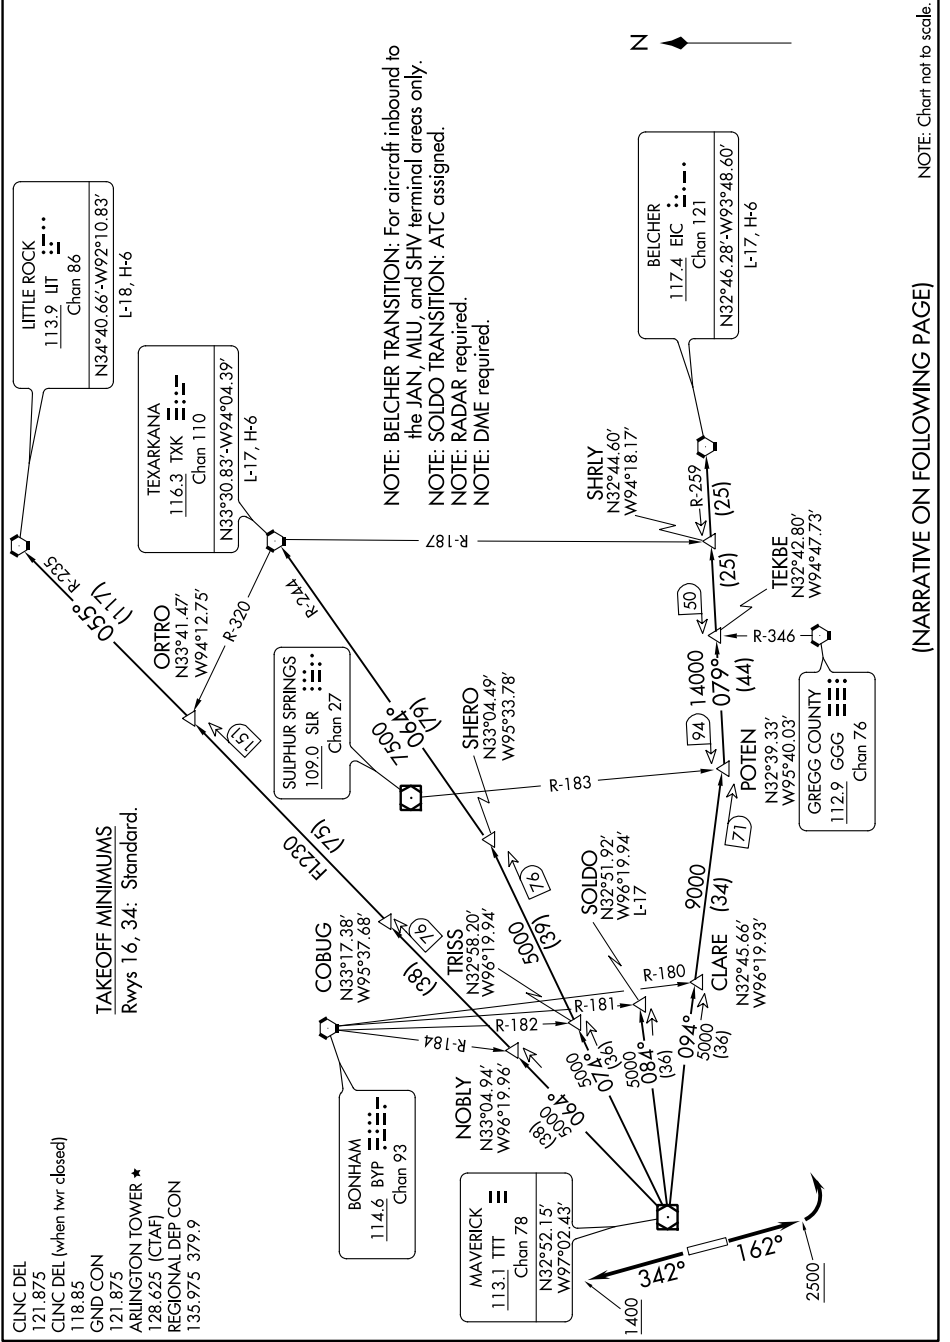 CLNC DEL
121.875
CLNC DEL (when twr closed)
118.85
GND CON
121.875
ARLINGTON TOWER ★
128.625 (CTAF)
REGIONAL DEP CON
135.975 379.9
TAKEOFF MINIMUMS
Rwys 16, 34: Standard.
LITTLE ROCK
113.9 LIT
Chan 86
N34°40.66′-W92°10.83′
L-18, H-6
R-235
055°
(117)
ORTRO
N33°41.47′
W94°12.75′
R-320
151
TEXARKANA
116.3 TXK
Chan 110
N33°30.83′-W94°04.39′
L-17, H-6
R-244
R-187
FL230
(75)
COBUG
N33°17.38′
W95°37.68′
76
(38)
SULPHUR SPRINGS
109.0 SLR
Chan 27
7500
064°
(79)
SHERO
N33°04.49′
W95°33.78′
76
R-183
5000
(39)
TRISS
N32°58.20′
W96°19.94′
BONHAM
114.6 BYP
Chan 93
R-184
R-182
R-181
R-180
NOBLY
N33°04.94′
W96°19.96′
064°
5000
(38)
5000
074°
(36)
SOLDO
N32°51.92′
W96°19.94′
L-17
5000
084°
(36)
CLARE
N32°45.66′
W96°19.93′
094°
5000
(36)
9000
(34)
71
POTEN
N32°39.33′
W95°40.03′
94
14000
079°
(44)
GREGG COUNTY
112.9 GGG
Chan 76
R-346
TEKBE
N32°42.80′
W94°47.73′
50
(25)
SHRLY
N32°44.60′
W94°18.17′
R-259
(25)
BELCHER
117.4 EIC
Chan 121
N32°46.28′-W93°48.60′
L-17, H-6
MAVERICK
113.1 TTT
Chan 78
N32°52.15′
W97°02.43′
342°
162°
1400
2500
NOTE: BELCHER TRANSITION: For aircraft inbound to
the JAN, MLU, and SHV terminal areas only.
NOTE: SOLDO TRANSITION: ATC assigned.
NOTE: RADAR required.
NOTE: DME required.
N
(NARRATIVE ON FOLLOWING PAGE)
NOTE: Chart not to scale.